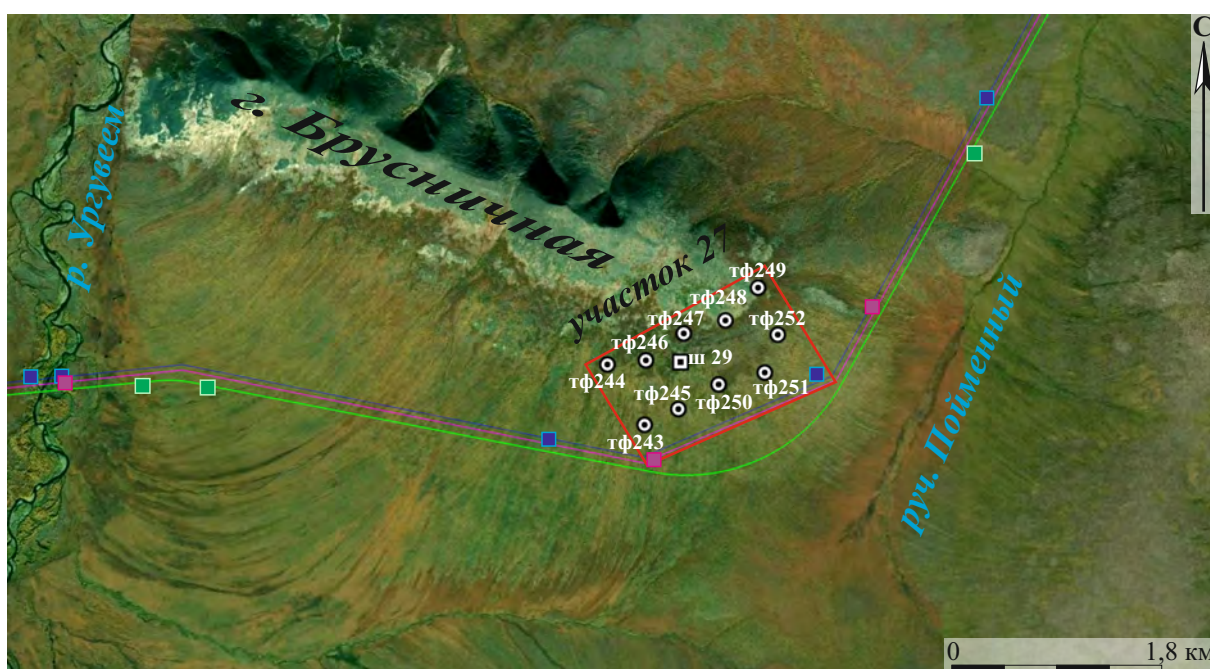 С
г. Брусничная
р. Ургувеем
участок 27
тф249
тф248
тф247
тф252
тф246
ш 29
тф244
тф251
тф245
тф250
тф243
руч. Пойменный
0
1,8 км